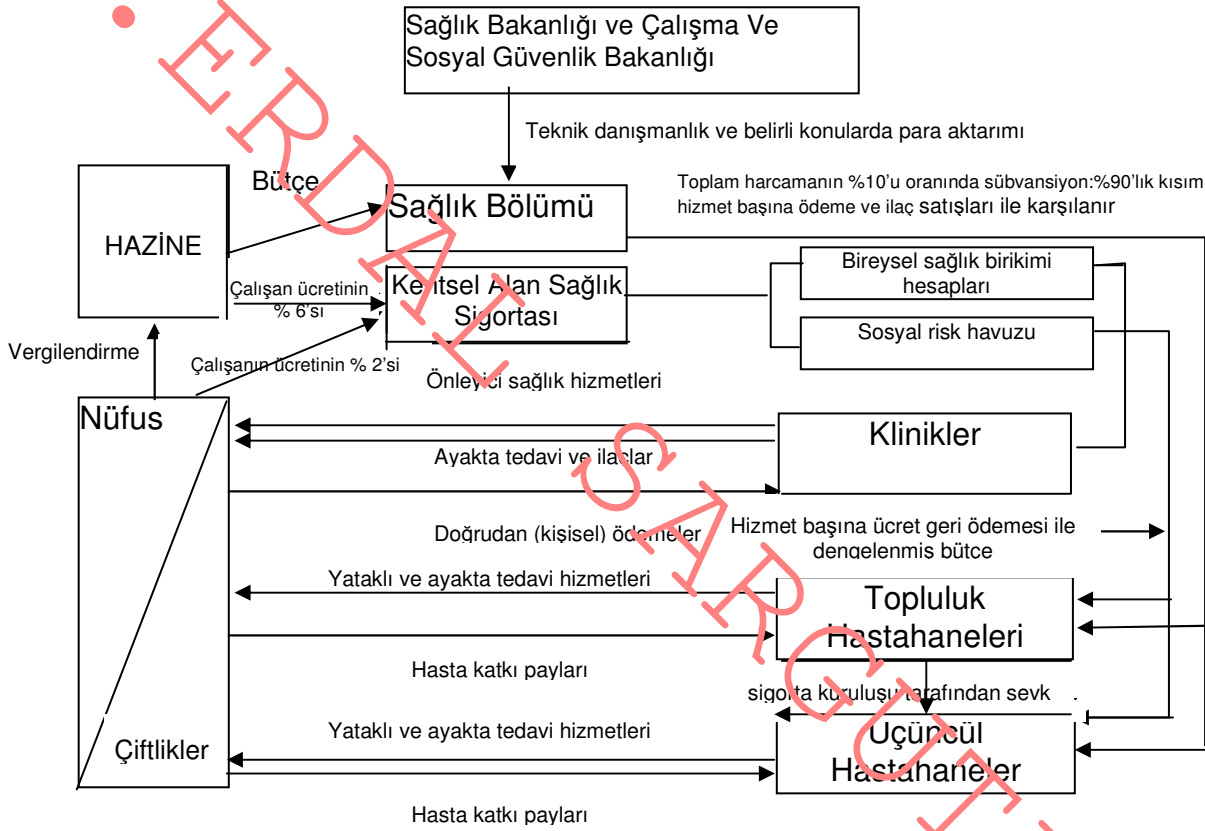 Sağlık Bakanlığı ve Çalışma Ve
Sosyal Güvenlik Bakanlığı
Teknik danışmanlık ve belirli konularda para aktarımı
HAZİNE
Bütçe
Sağlık Bölümü
Toplam harcamanın %10'u oranında sübvansiyon:%90'lık kısım
hizmet başına ödeme ve ilaç satışları ile karşılanır
Çalışan ücretinin
% 6'sı
Kentsel Alan Sağlık
Sigortası
Bireysel sağlık birikimi
hesapları
Sosyal risk havuzu
Vergilendirme
Çalışanın ücretinin % 2'si
Önleyici sağlık hizmetleri
Nüfus
Klinikler
Ayakta tedavi ve ilaçlar
Doğrudan (kişisel) ödemeler
Hizmet başına ücret geri ödemesi ile
dengelenmiş bütçe
Yataklı ve ayakta tedavi hizmetleri
Topluluk
Hastahaneleri
Hasta katkı payları
sigorta kuruluşu tarafından sevk
Yataklı ve ayakta tedavi hizmetleri
Üçüncül
Hastahaneler
Çiftlikler
Hasta katkı payları
ERDAL SARGUT